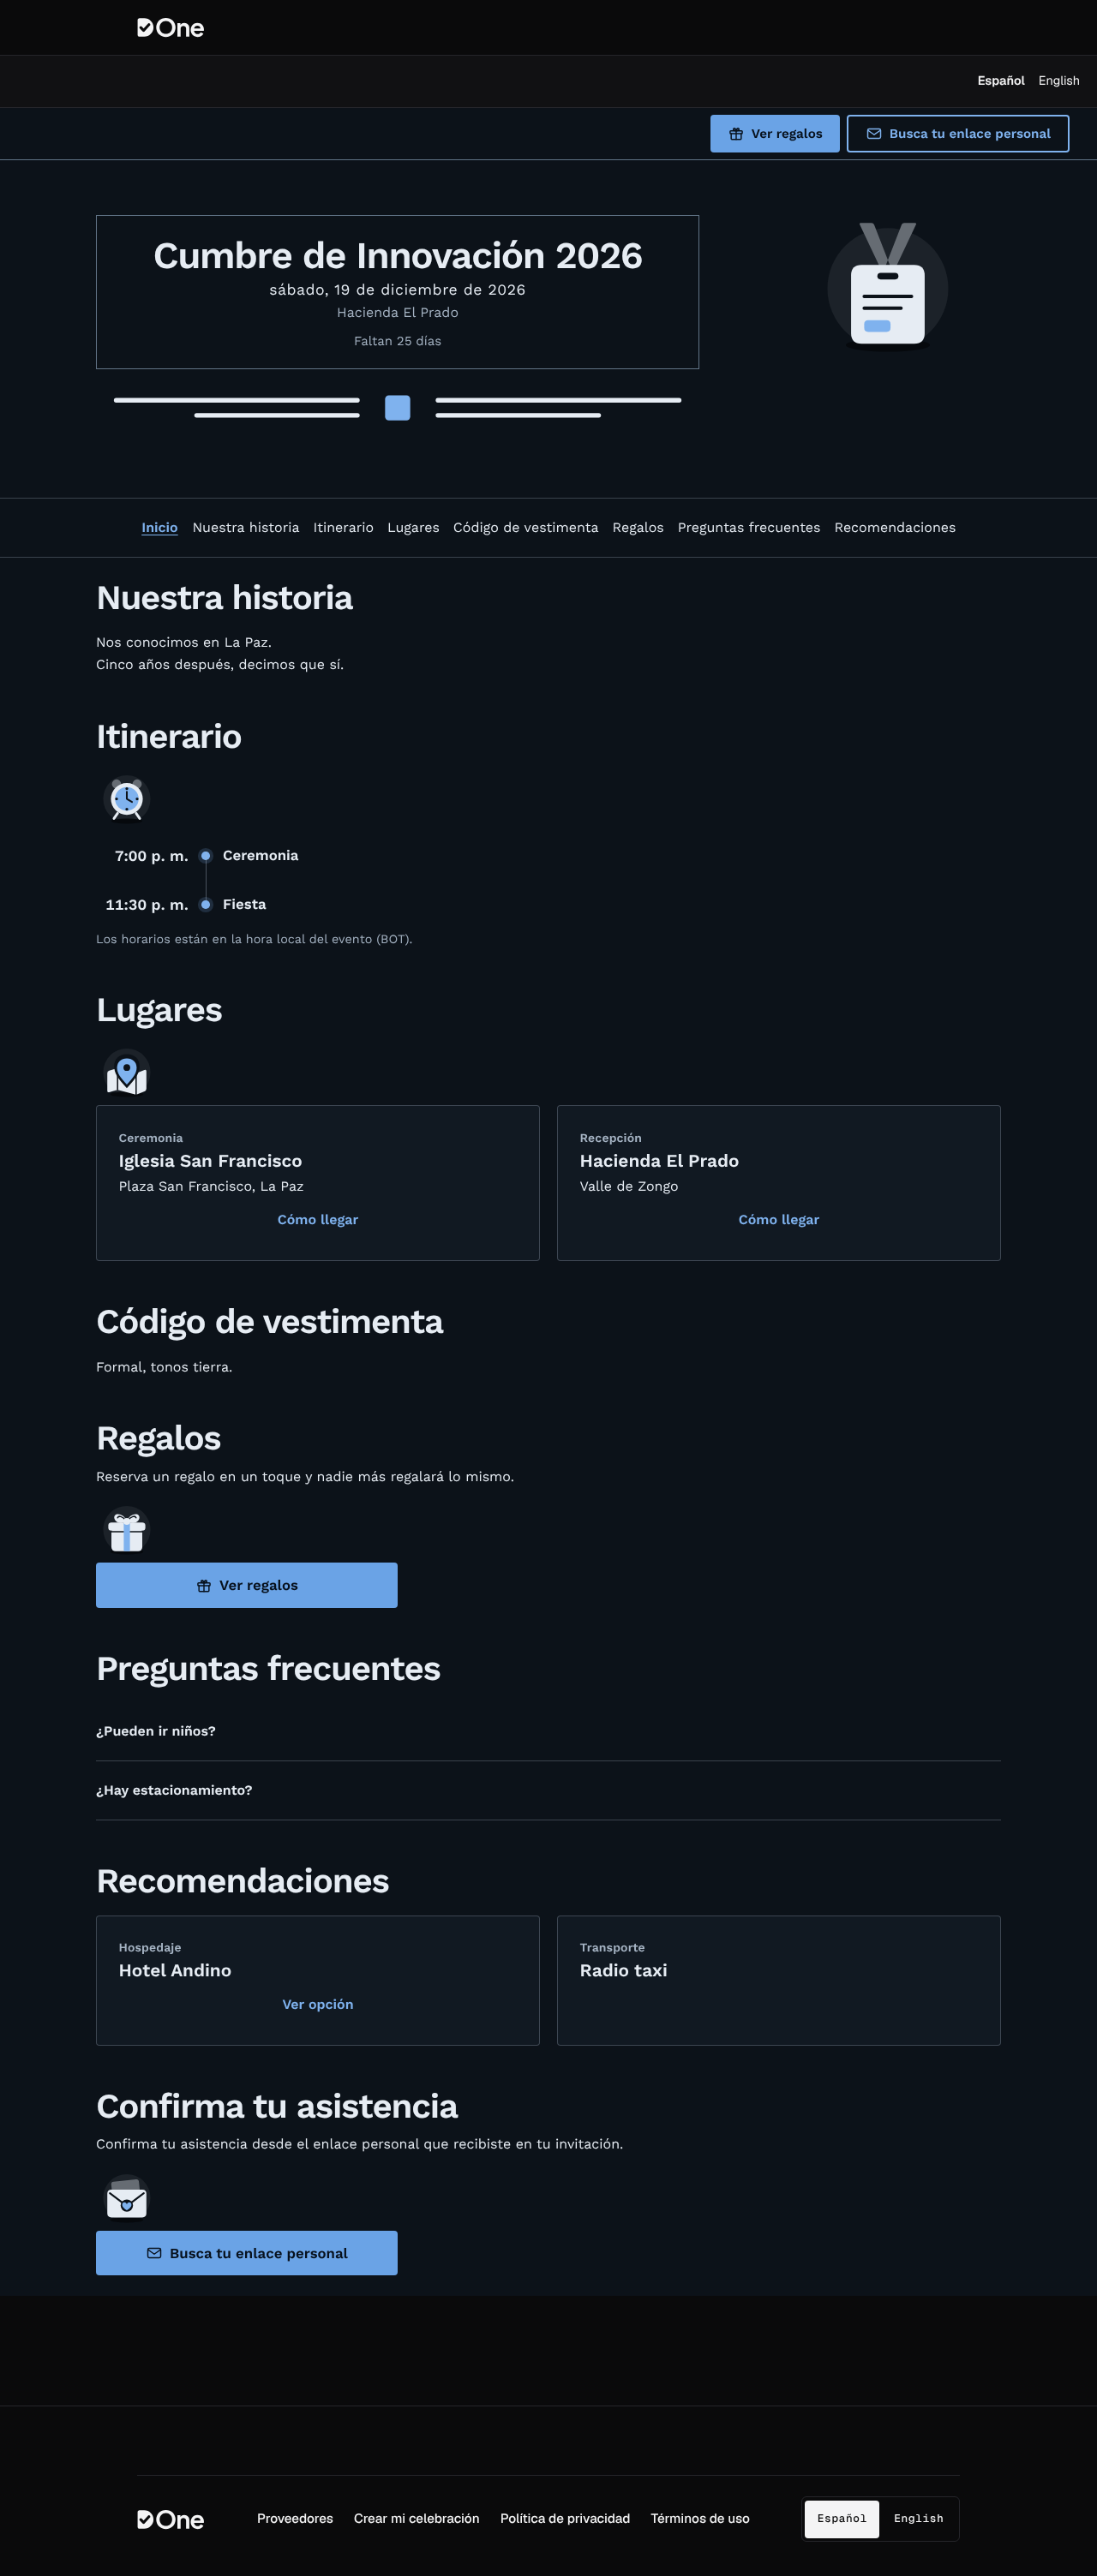 One
Español English
Ver regalos Busca tu enlace personal
Cumbre de Innovación 2026
sábado, 19 de diciembre de 2026
Hacienda El Prado
Faltan 25 días
Inicio Nuestra historia Itinerario Lugares Código de vestimenta Regalos Preguntas frecuentes Recomendaciones
Nuestra historia
Nos conocimos en La Paz.
Cinco años después, decimos que sí.
Itinerario
7:00 p. m. Ceremonia
11:30 p. m. Fiesta
Los horarios están en la hora local del evento (BOT).
Lugares
Ceremonia
Iglesia San Francisco
Plaza San Francisco, La Paz
Cómo llegar
Recepción
Hacienda El Prado
Valle de Zongo
Cómo llegar
Código de vestimenta
Formal, tonos tierra.
Regalos
Reserva un regalo en un toque y nadie más regalará lo mismo.
Ver regalos
Preguntas frecuentes
¿Pueden ir niños?
¿Hay estacionamiento?
Recomendaciones
Hospedaje
Hotel Andino
Ver opción
Transporte
Radio taxi
Confirma tu asistencia
Confirma tu asistencia desde el enlace personal que recibiste en tu invitación.
Busca tu enlace personal
One
Proveedores Crear mi celebración Política de privacidad Términos de uso
Español English